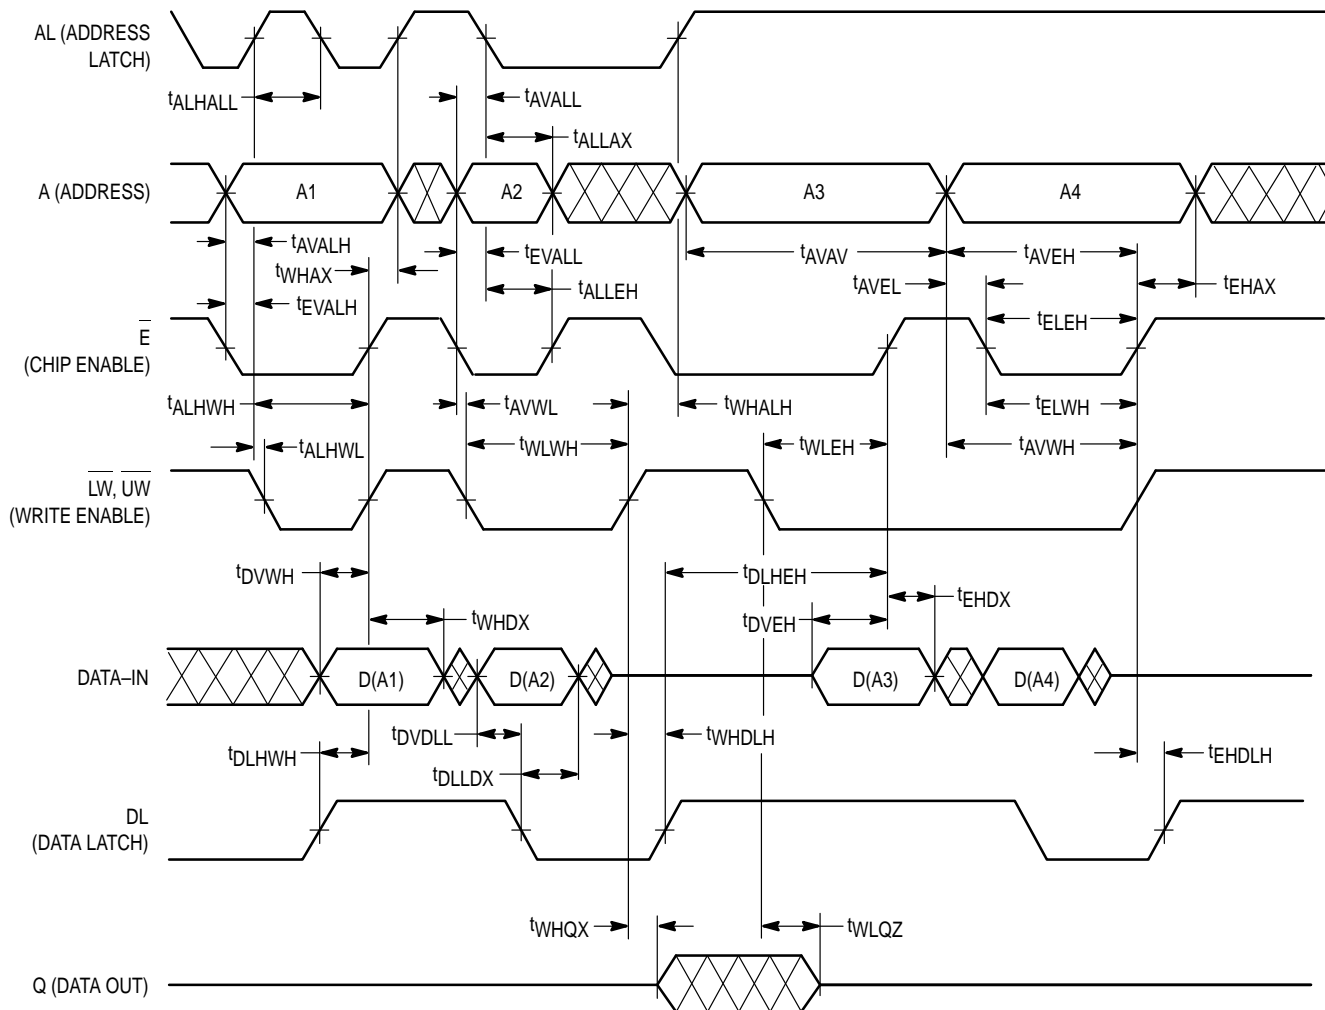 AL (ADDRESS
LATCH)
tALHALL
tAVALL
tALLAX
A (ADDRESS)
A1
A2
A3
A4
tAVALH
tEVALL
tAVAV
tAVEH
tWHAX
tAVEL
tEHAX
tEVALH
tALLEH
tELEH
E
(CHIP ENABLE)
tALHWH
tAVWL
tWHALH
tELWH
tALHWL
tWLWH
tWLEH
tAVWH
LW, UW
(WRITE ENABLE)
tDVWH
tDLHEH
tWHDX
tDVEH
tEHDX
DATA–IN
D(A1)
D(A2)
D(A3)
D(A4)
tDLHWH
tDVDLL
tWHDLH
tEHDLH
tDLLDX
DL
(DATA LATCH)
tWHQX
tWLQZ
Q (DATA OUT)